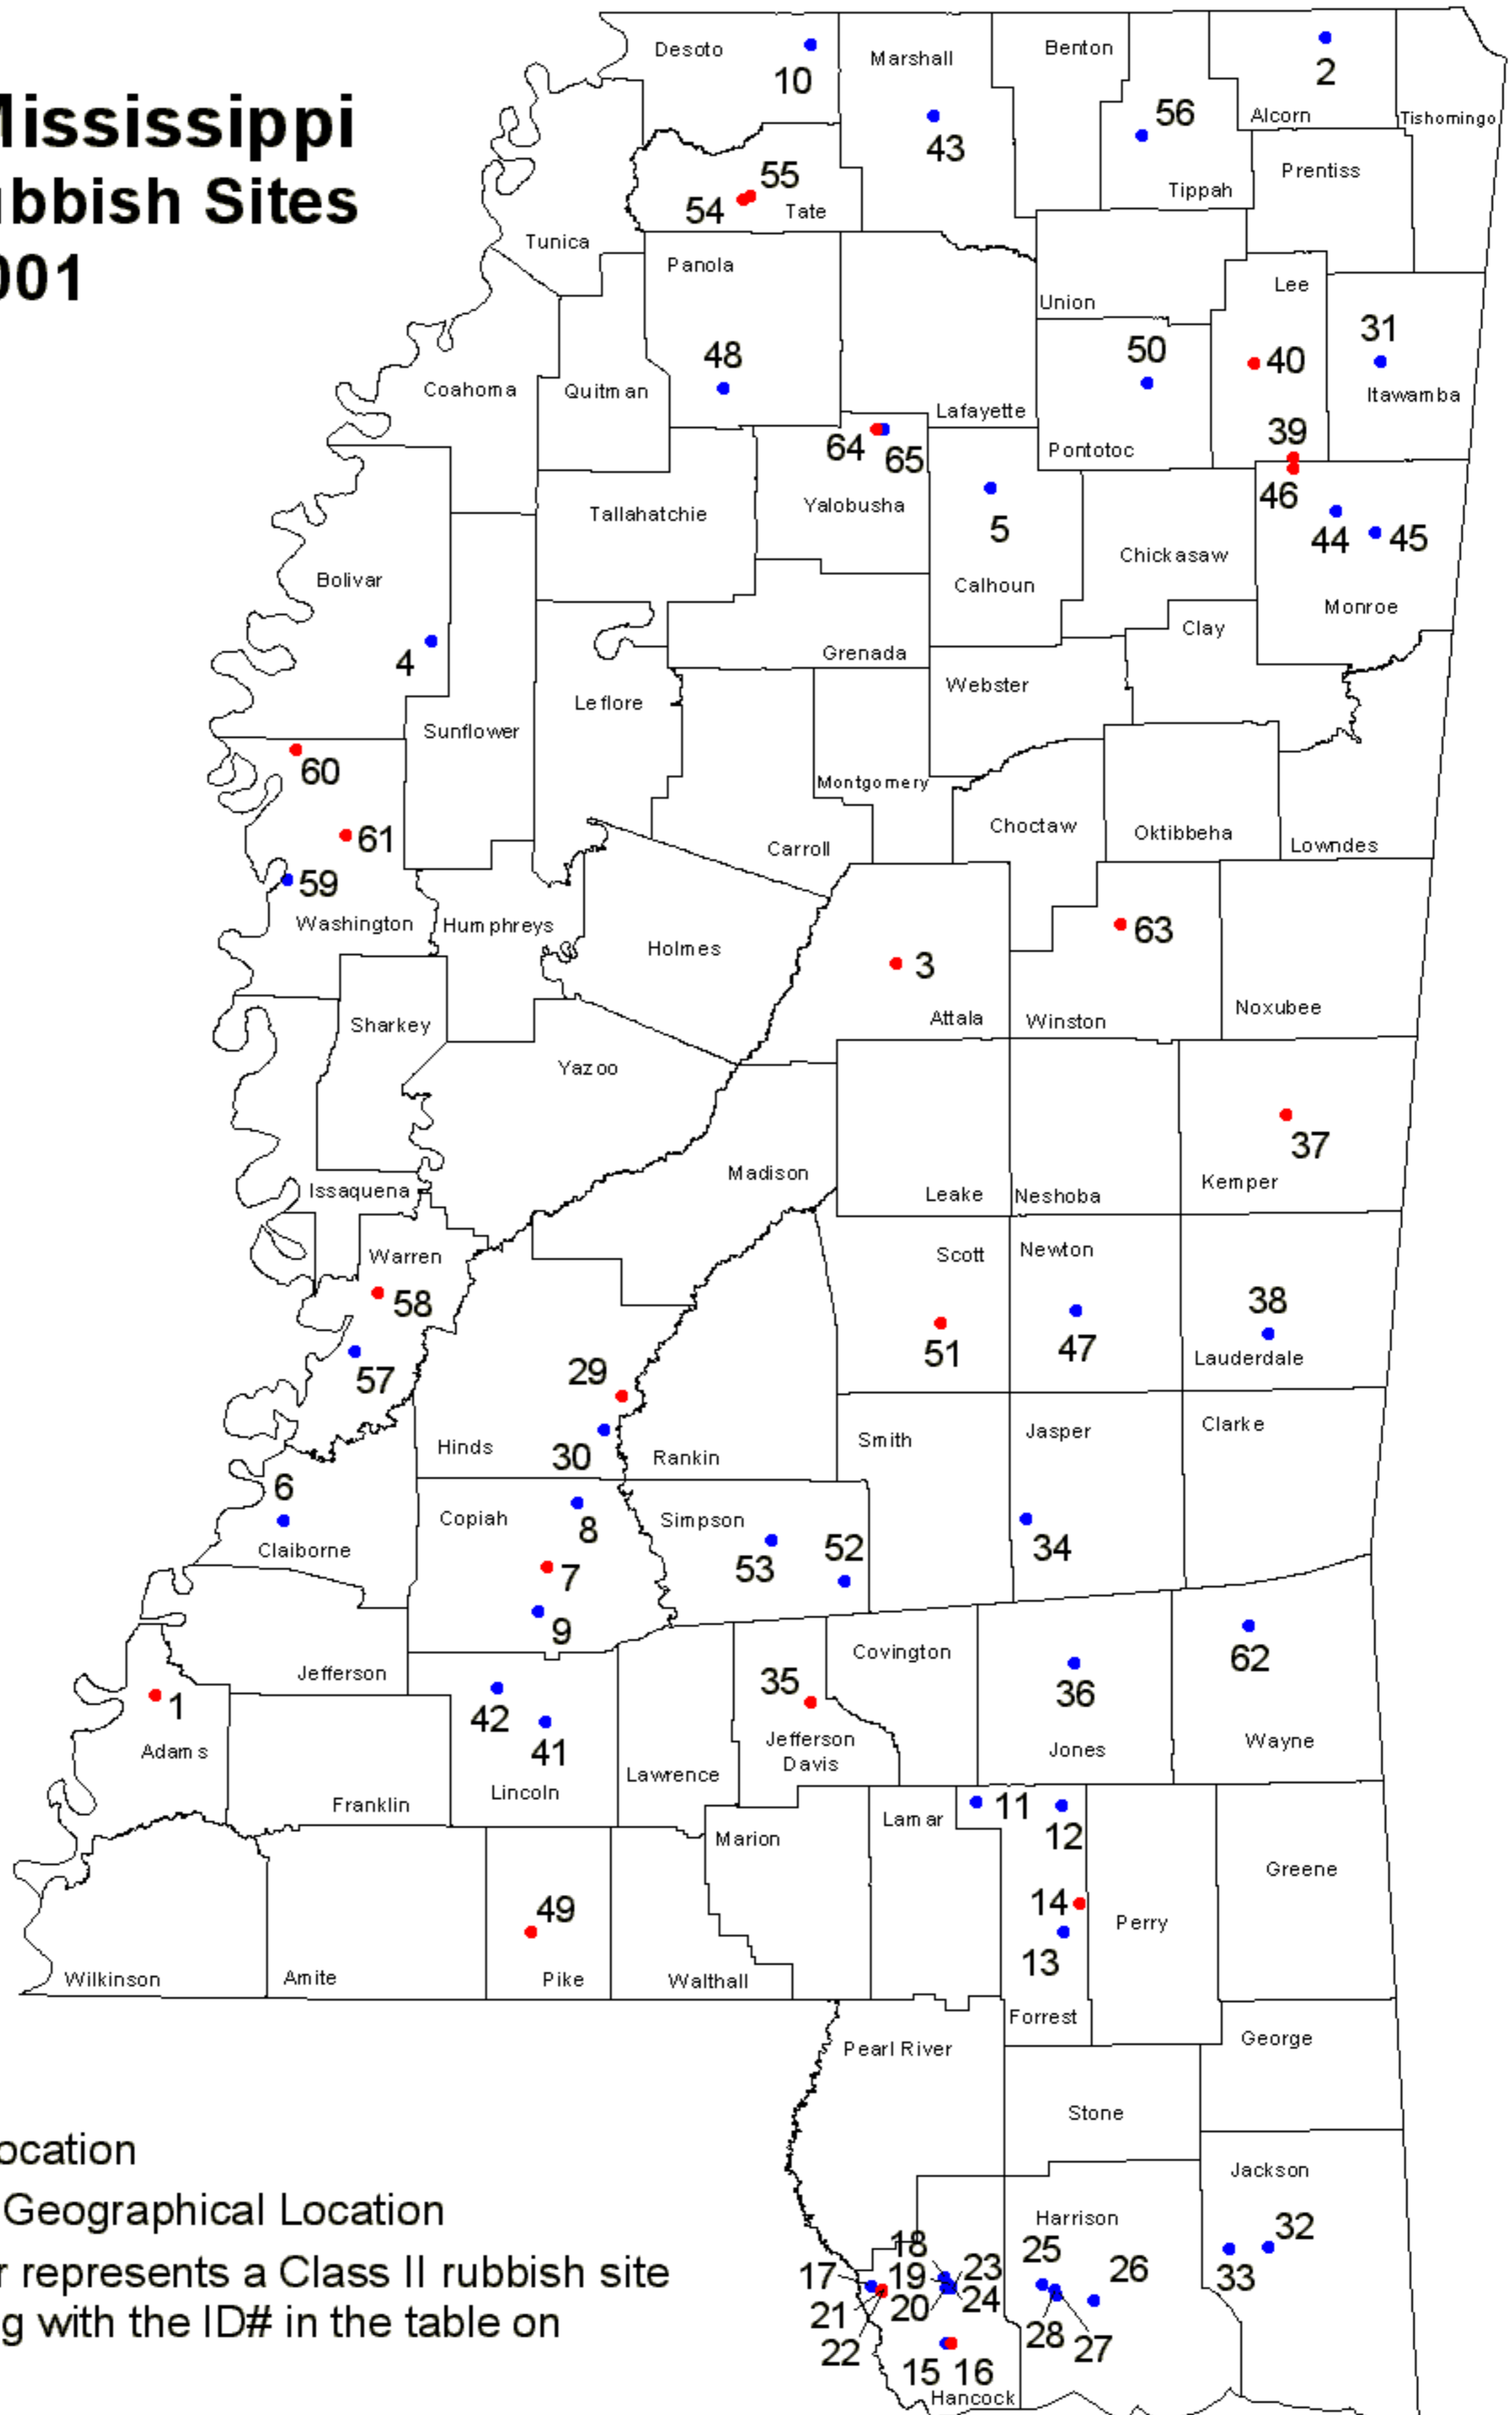 Mississippi
ubbish Sites
001
Desoto
10
Marshall
43
Benton
56
Tippah
2
Alcorn
Tishomingo
Prentiss
55
54
Tate
Tunica
Panola
48
Union
Lee
40
31
Itawamba
50
Pontotoc
39
46
44
45
Monroe
Coahoma
Quitman
Lafayette
64
65
Yalobusha
5
Calhoun
Chickasaw
Tallahatchie
Bolivar
4
Grenada
Clay
Webster
Leflore
Sunflower
60
61
59
Washington
Montgomery
Carroll
Choctaw
Oktibbeha
Lowndes
Humphreys
Holmes
3
Attala
63
Winston
Noxubee
Sharkey
Yazoo
37
Kemper
Madison
Leake
Neshoba
Issaquena
Warren
58
57
Scott
51
Newton
47
38
Lauderdale
29
30
Hinds
Rankin
Smith
Jasper
34
Clarke
6
Claiborne
Copiah
8
7
9
Simpson
53
52
Jefferson
1
Adams
42
41
Lincoln
Lawrence
35
Jefferson
Davis
Covington
36
Jones
62
Wayne
Franklin
Marion
Lamar
11
12
14
13
Forrest
Perry
Greene
Wilkinson
Amite
49
Pike
Walthall
Pearl River
George
Stone
Jackson
32
33
Harrison
25
26
28
27
18
17
19
23
21
20
24
22
15
16
Hancock
ocation
Geographical Location
r represents a Class II rubbish site
g with the ID# in the table on